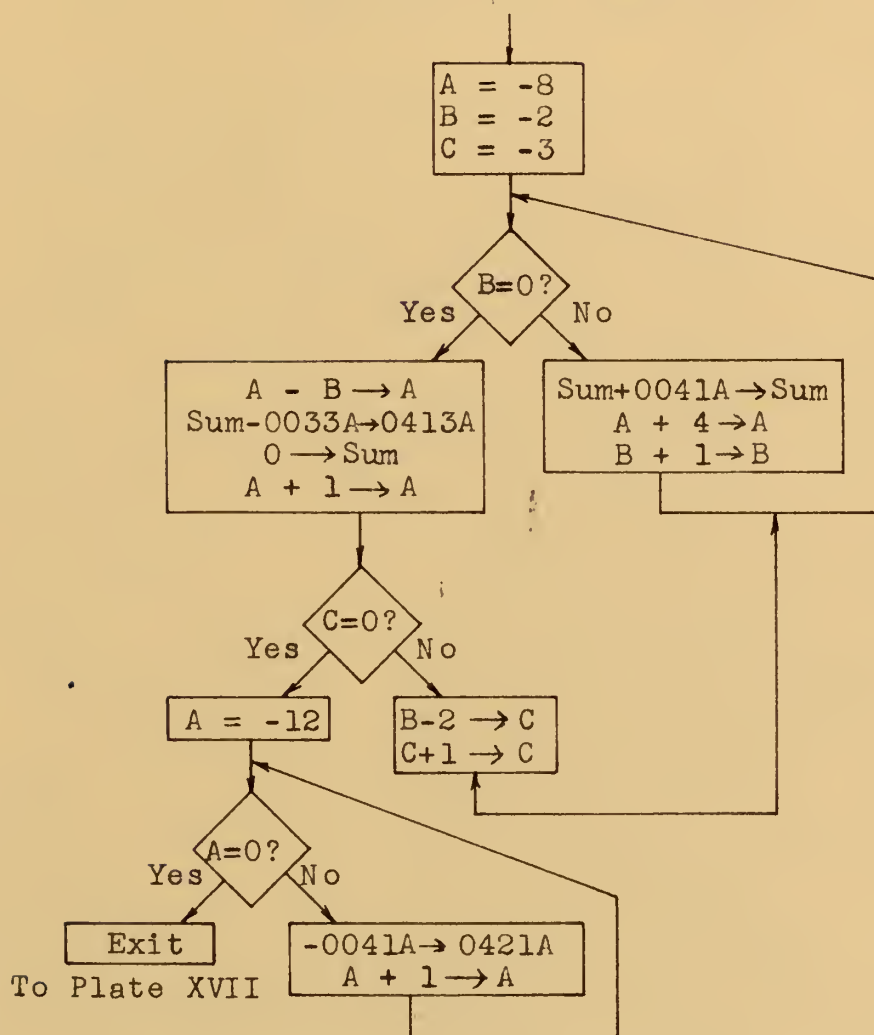 A = -8
B = -2
C = -3
B=0?
Yes
No
A - B → A
Sum-0033A→0413A
0 → Sum
A + 1 → A
Sum+0041A→Sum
A + 4 → A
B + 1 → B
C=0?
Yes
No
A = -12
B-2 → C
C+1 → C
A=0?
Yes
No
Exit
To Plate XVII
-0041A→ 0421A
A + 1 → A